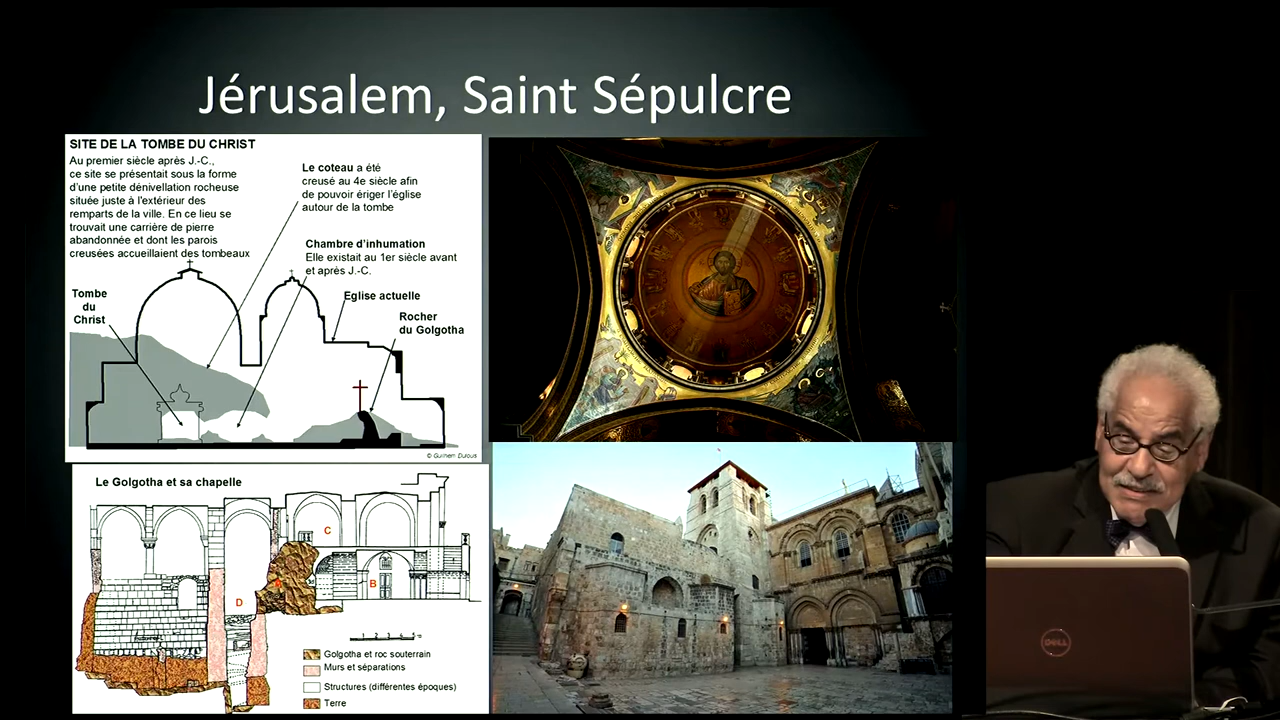 Jérusalem, Saint Sépulcre
SITE DE LA TOMBE DU CHRIST
Au premier siècle après J.-C.,
ce site se présentait sous la forme
d'une petite dénivellation rocheuse
située juste à l'extérieur des
remparts de la ville. En ce lieu se
trouvait une carrière de pierre
abandonnée et dont les parois
creusées accueillaient des tombeaux
Le coteau a été
creusé au 4e siècle afin
de pouvoir ériger l'église
autour de la tombe
Chambre d'inhumation
Elle existait au 1er siècle avant
et après J.-C.
Tombe
du
Christ
Eglise actuelle
Rocher
du Golgotha
Le Golgotha et sa chapelle
C
B
D
1 2 3 4 5
Golgotha et roc souterrain
Murs et séparations
Structures (différentes époques)
Terre
DELL